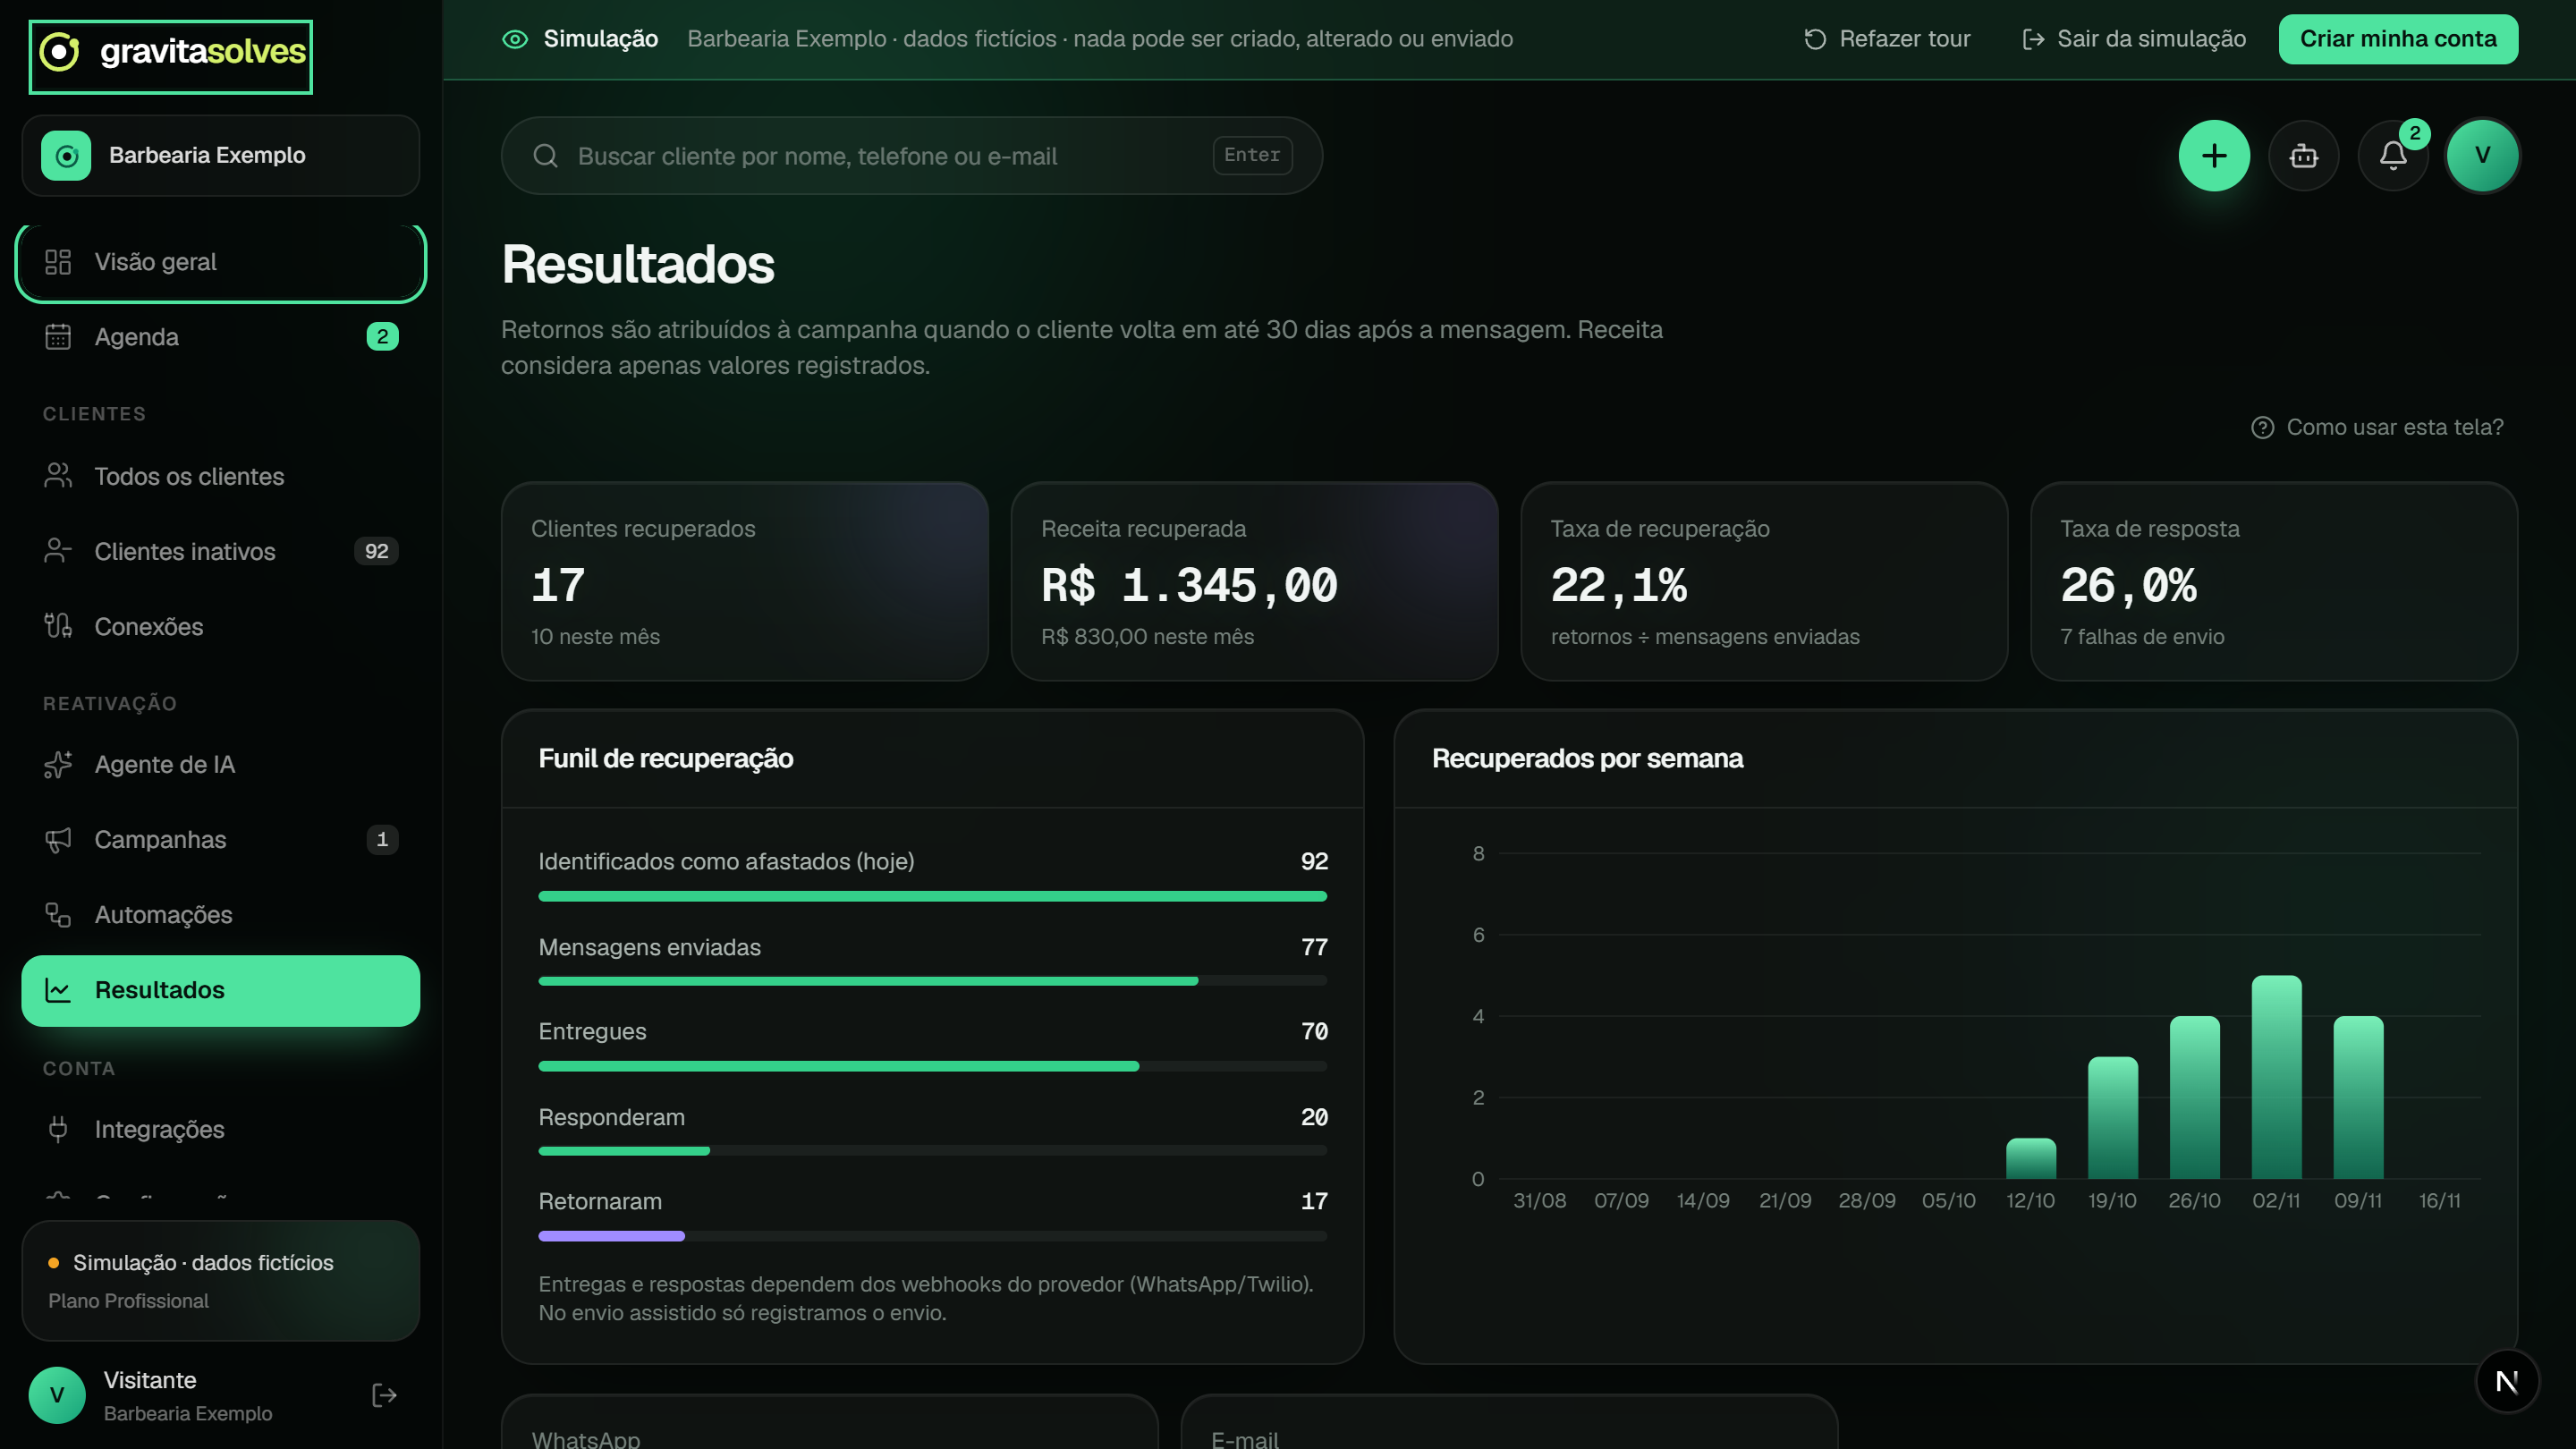 gravitasolves
Barbearia Exemplo
Visão geral
Agenda 2
CLIENTES
Todos os clientes
Clientes inativos 92
Conexões
REATIVAÇÃO
Agente de IA
Campanhas 1
Automações
Resultados
CONTA
Integrações
Simulação · dados fictícios
Plano Profissional
V
Visitante
Barbearia Exemplo
Simulação Barbearia Exemplo · dados fictícios · nada pode ser criado, alterado ou enviado
Refazer tour
Sair da simulação
Criar minha conta
Buscar cliente por nome, telefone ou e-mail
Enter
2
V
Resultados
Retornos são atribuídos à campanha quando o cliente volta em até 30 dias após a mensagem. Receita
considera apenas valores registrados.
Como usar esta tela?
Clientes recuperados
17
10 neste mês
Receita recuperada
R$ 1.345,00
R$ 830,00 neste mês
Taxa de recuperação
22,1%
retornos ÷ mensagens enviadas
Taxa de resposta
26,0%
7 falhas de envio
Funil de recuperação
Identificados como afastados (hoje) 92
Mensagens enviadas 77
Entregues 70
Responderam 20
Retornaram 17
Entregas e respostas dependem dos webhooks do provedor (WhatsApp/Twilio).
No envio assistido só registramos o envio.
Recuperados por semana
8
6
4
2
0
31/08 07/09 14/09 21/09 28/09 05/10 12/10 19/10 26/10 02/11 09/11 16/11
WhatsApp
E-mail
N